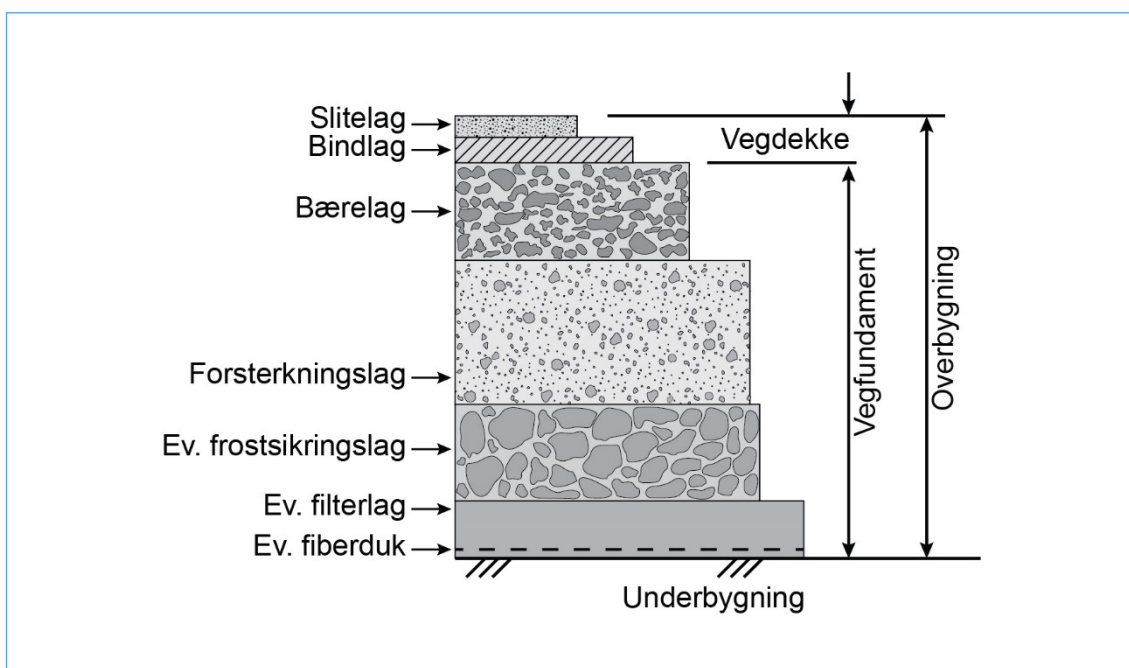 Slitelag
Bindlag
Bærelag
Forsterkningslag
Ev. frostsikringslag
Ev. filterlag
Ev. fiberduk
Vegdekke
Vegfundament
Overbygning
Underbygning